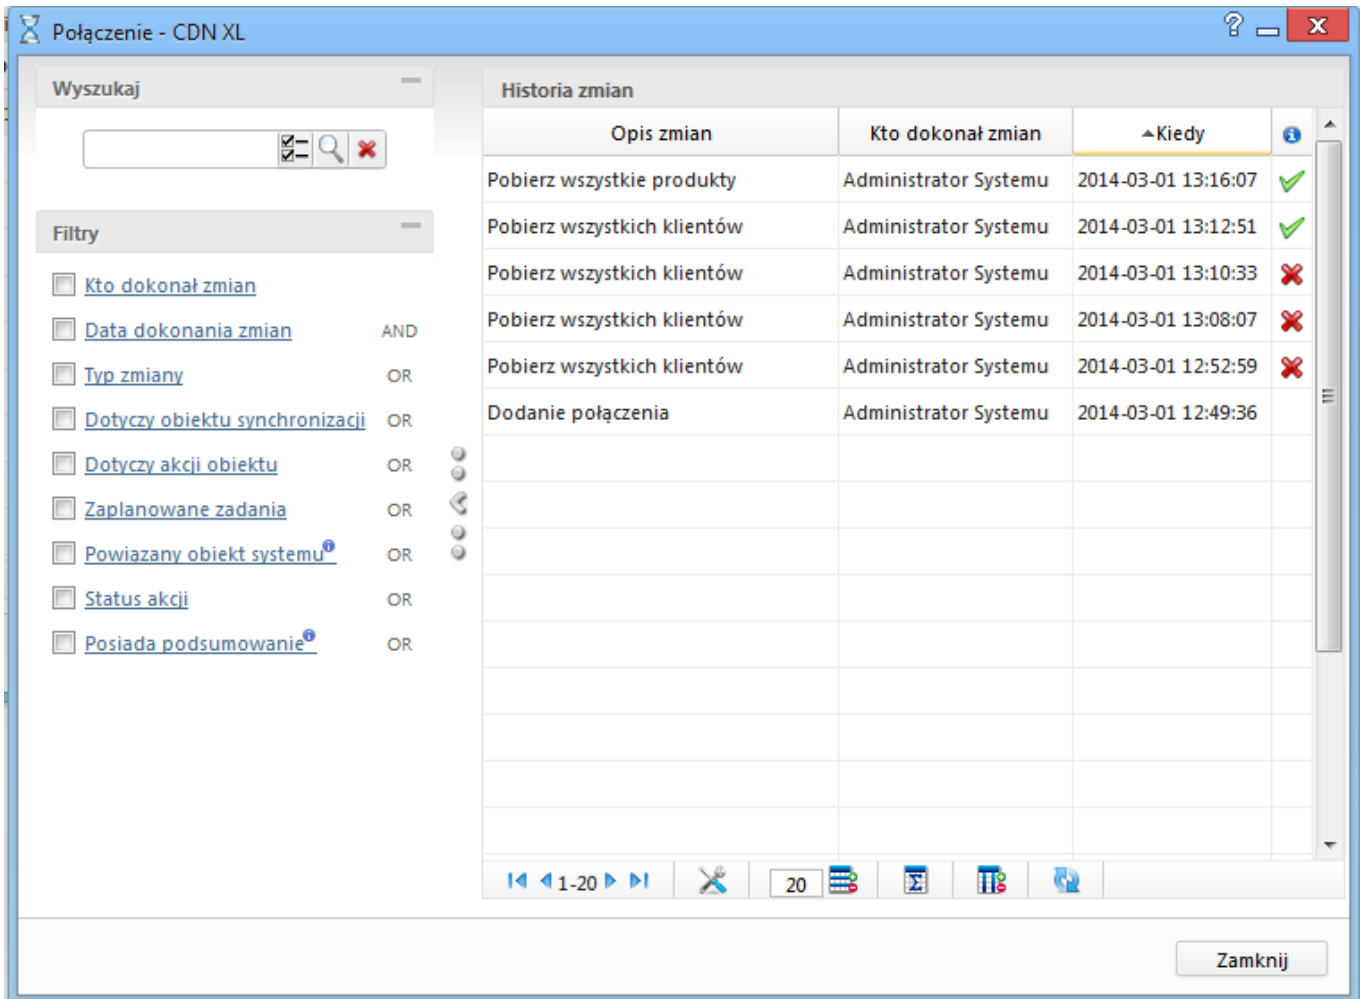 Połączenie - CDN XL
Wyszukaj
Filtry
Kto dokonał zmian
Data dokonania zmian AND
Typ zmiany OR
Dotyczy obiektu synchronizacji OR
Dotyczy akcji obiektu OR
Zaplanowane zadania OR
Powiązany obiekt systemu OR
Status akcji OR
Posiada podsumowanie OR
Historia zmian
Opis zmian Kto dokonał zmian Kiedy
Pobierz wszystkie produkty Administrator Systemu 2014-03-01 13:16:07
Pobierz wszystkich klientów Administrator Systemu 2014-03-01 13:12:51
Pobierz wszystkich klientów Administrator Systemu 2014-03-01 13:10:33
Pobierz wszystkich klientów Administrator Systemu 2014-03-01 13:08:07
Pobierz wszystkich klientów Administrator Systemu 2014-03-01 12:52:59
Dodanie połączenia Administrator Systemu 2014-03-01 12:49:36
1-20 20
Zamknij